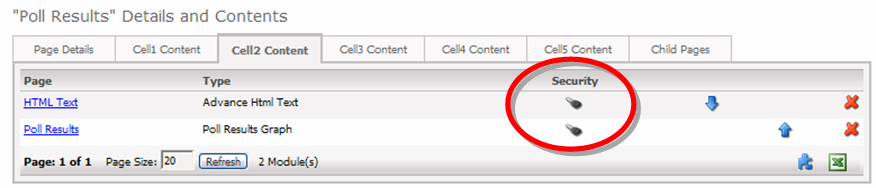 "Poll Results" Details and Contents
Page Details Cell1 Content Cell2 Content Cell3 Content Cell4 Content Cell5 Content Child Pages
Page Type Security
HTML Text Advance Html Text
Poll Results Poll Results Graph
Page: 1 of 1 Page Size: 20 Refresh 2 Module(s)